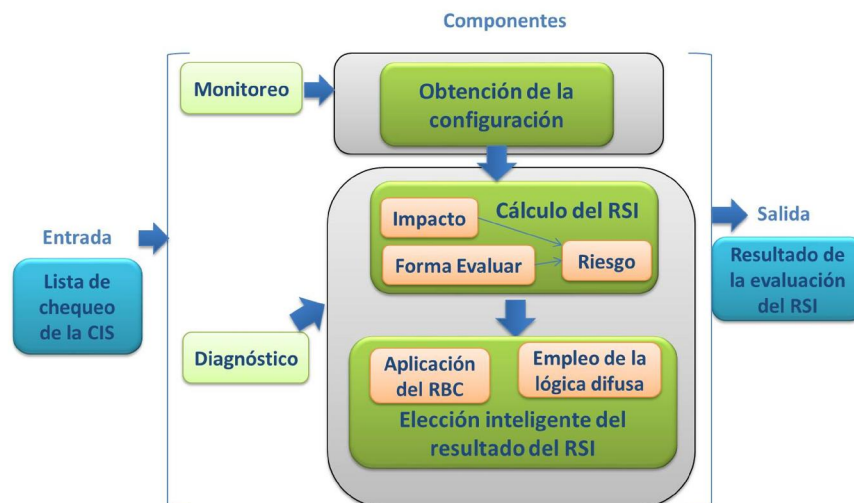 Componentes
Monitoreo
Obtención de la
configuración
Cálculo del RSI
Impacto
Forma Evaluar
Riesgo
Entrada
Lista de
chequeo
de la CIS
Salida
Resultado de
la evaluación
del RSI
Diagnóstico
Aplicación
del RBC
Empleo de la
lógica difusa
Elección inteligente del
resultado del RSI